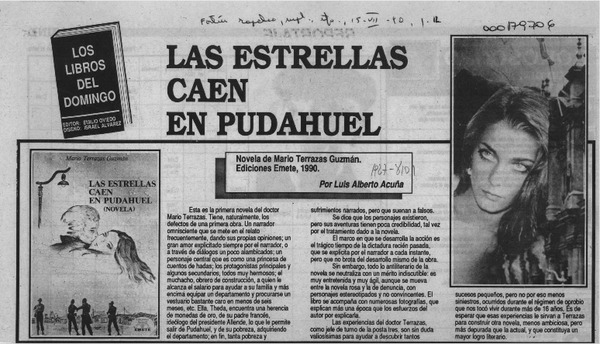 15-VII-90
000179706
LOS
LIBROS
DEL
DOMINGO
EDITOR: EMILIO OVIEDO
DISEÑO: ISRAEL ALVAREZ
LAS ESTRELLAS
CAEN
EN PUDAHUEL
Mario Terrazas Guzmán
LAS ESTRELLAS
CAEN
EN PUDAHUEL
(NOVELA)
EMETE
Novela de Mario Terrazas Guzmán.
Ediciones Emete, 1990.
Por Luis Alberto Acuña
Esta es la primera novela del doctor
Mario Terrazas. Tiene, naturalmente, los
defectos de una primera obra. Un narrador
omnisciente que se mete en el relato
frecuentemente, dando sus propias opiniones; un
gran amor explicitado siempre por el narrador, o
a través de diálogos un poco alambicados; un
personaje central que es como una princesa de
cuentos de hadas; los protagonistas principales y
algunos secundarios, todos muy hermosos; el
muchacho, obrero de construcción, a quien le
alcanza el salario para ayudar a su familia y más
encima equipar un departamento y procurarse un
vestuario bastante caro en menos de seis
meses, etc. Ella, Theda, encuentra una herencia
de monedas de oro, de su padre francés,
ideólogo del presidente Allende, lo que le permite
salir de Pudahuel, y de su pobreza, adquiriendo
el departamento; en fin, tanta pobreza y
sufrimientos narrados, pero que suenan a falsos.
Se dice que los personajes existieron,
pero sus aventuras tienen poca credibilidad, tal
vez por el tratamiento dado a la novela.
El marco en que se desarrolla la acción es
el trágico tiempo de la dictadura recién pasada,
que se explicita por el narrador a cada instante,
pero que no brota del desarrollo mismo de la obra.
Sin embargo, todo lo antiliterario de la
novela se neutraliza con un mérito indiscutible: es
muy entretenida y muy ágil, aunque se mueva
entre la novela rosa y la de denuncia, con
personajes estereotipados y no convincentes. El
libro se acompaña con numerosas fotografías, que
explican más una época que los esfuerzos del
autor por explicarla.
Las experiencias del doctor Terrazas,
como jefe de turno de la posta tres, son sin duda
valiosísimas para ayudar a descubrir tantos
sucesos pequeños, pero no por eso menos
siniestros, ocurridos durante el régimen de oprobio
que nos tocó vivir durante más de 16 años. Es de
esperar que esas experiencias le sirvan a Terrazas
para construir otra novela, menos ambiciosa, pero
más depurada que la actual, y que constituya un
mayor logro literario.